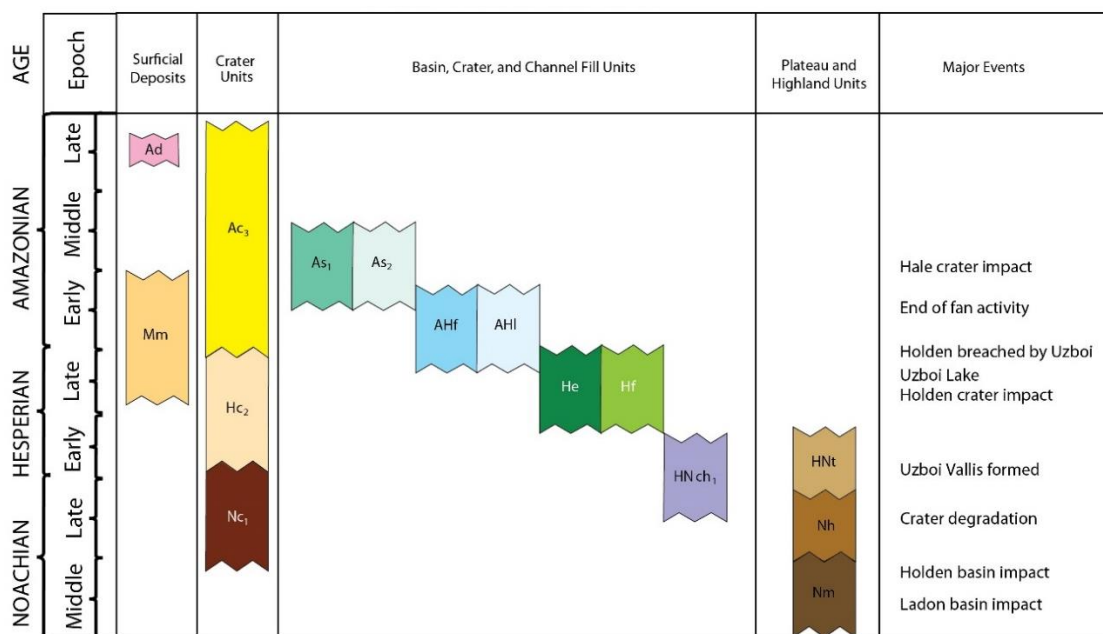 AGE
Epoch
Surficial
Deposits
Crater
Units
Basin, Crater, and Channel Fill Units
Plateau and
Highland Units
Major Events
AMAZONIAN
HESPERIAN
NOACHIAN
Late
Middle
Early
Late
Early
Late
Middle
Ad
Mm
Ac3
Hc2
Nc1
As1
As2
AHf
AHl
He
Hf
HNch1
HNt
Nh
Nm
Hale crater impact
End of fan activity
Holden breached by Uzboi
Uzboi Lake
Holden crater impact
Uzboi Vallis formed
Crater degradation
Holden basin impact
Ladon basin impact